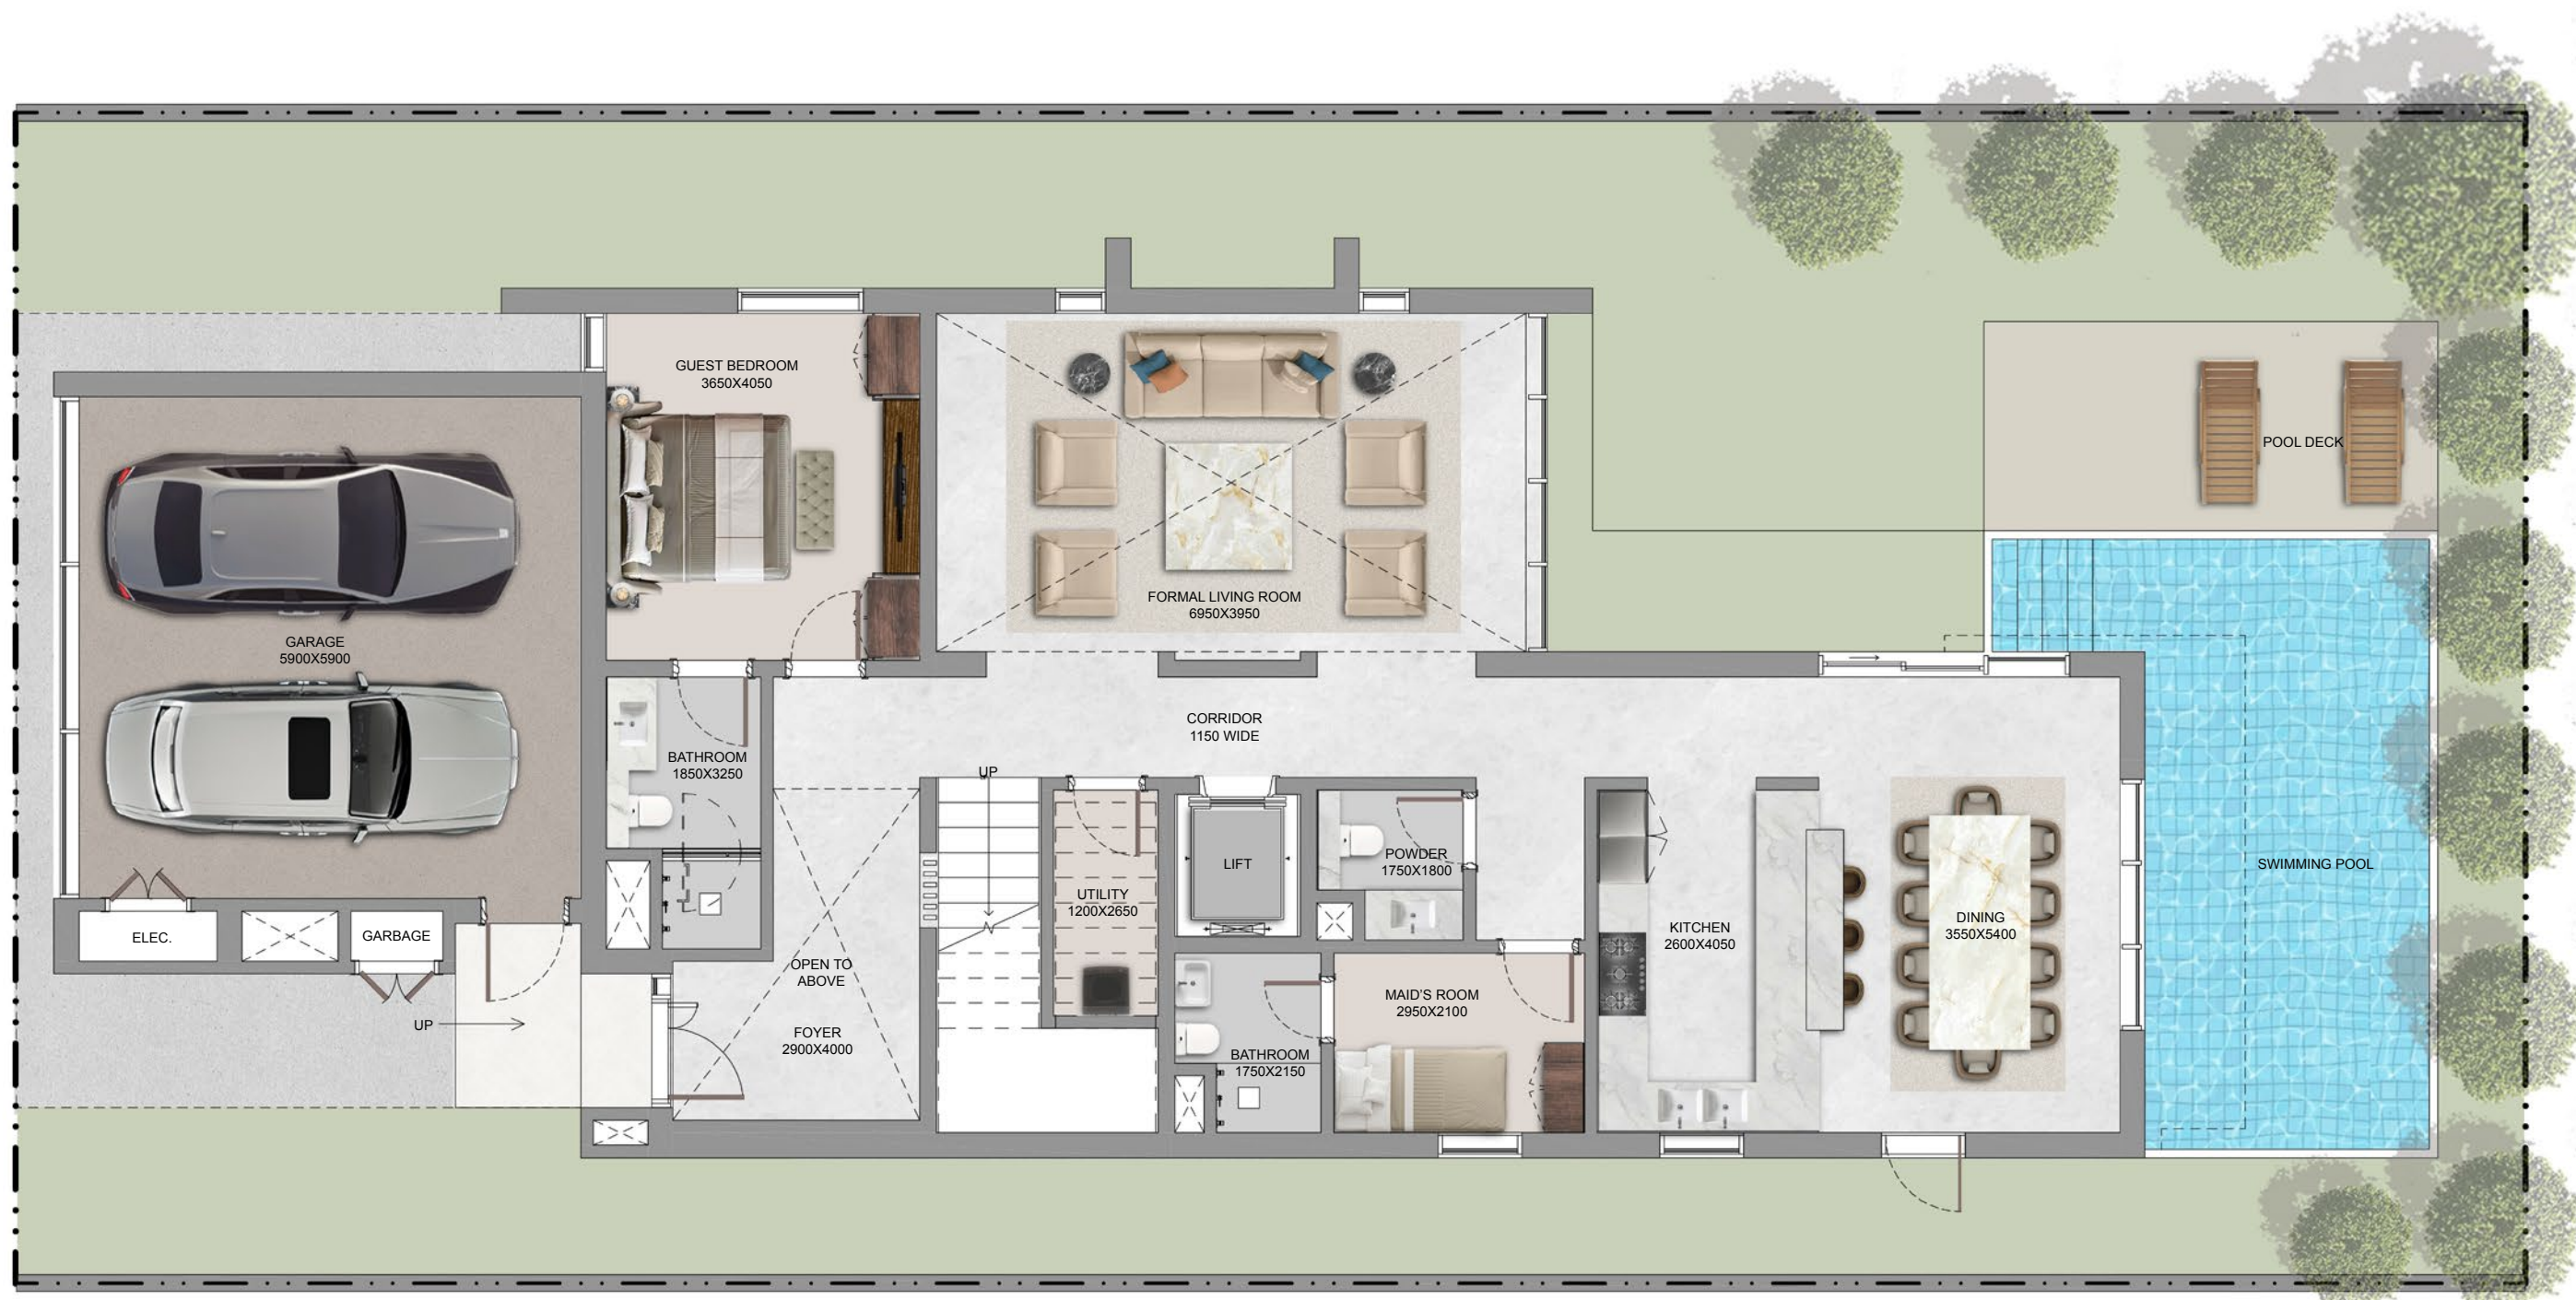 GUEST BEDROOM
3650X4050
POOL DECK
FORMAL LIVING ROOM
6950X3950
GARAGE
5900X5900
CORRIDOR
1150 WIDE
BATHROOM
1850X3250
UP
LIFT
POWDER
1750X1800
SWIMMING POOL
UTILITY
1200X2650
KITCHEN
2600X4050
DINING
3550X5400
ELEC.
GARBAGE
OPEN TO
ABOVE
MAID'S ROOM
2950X2100
UP
FOYER
2900X4000
BATHROOM
1750X2150